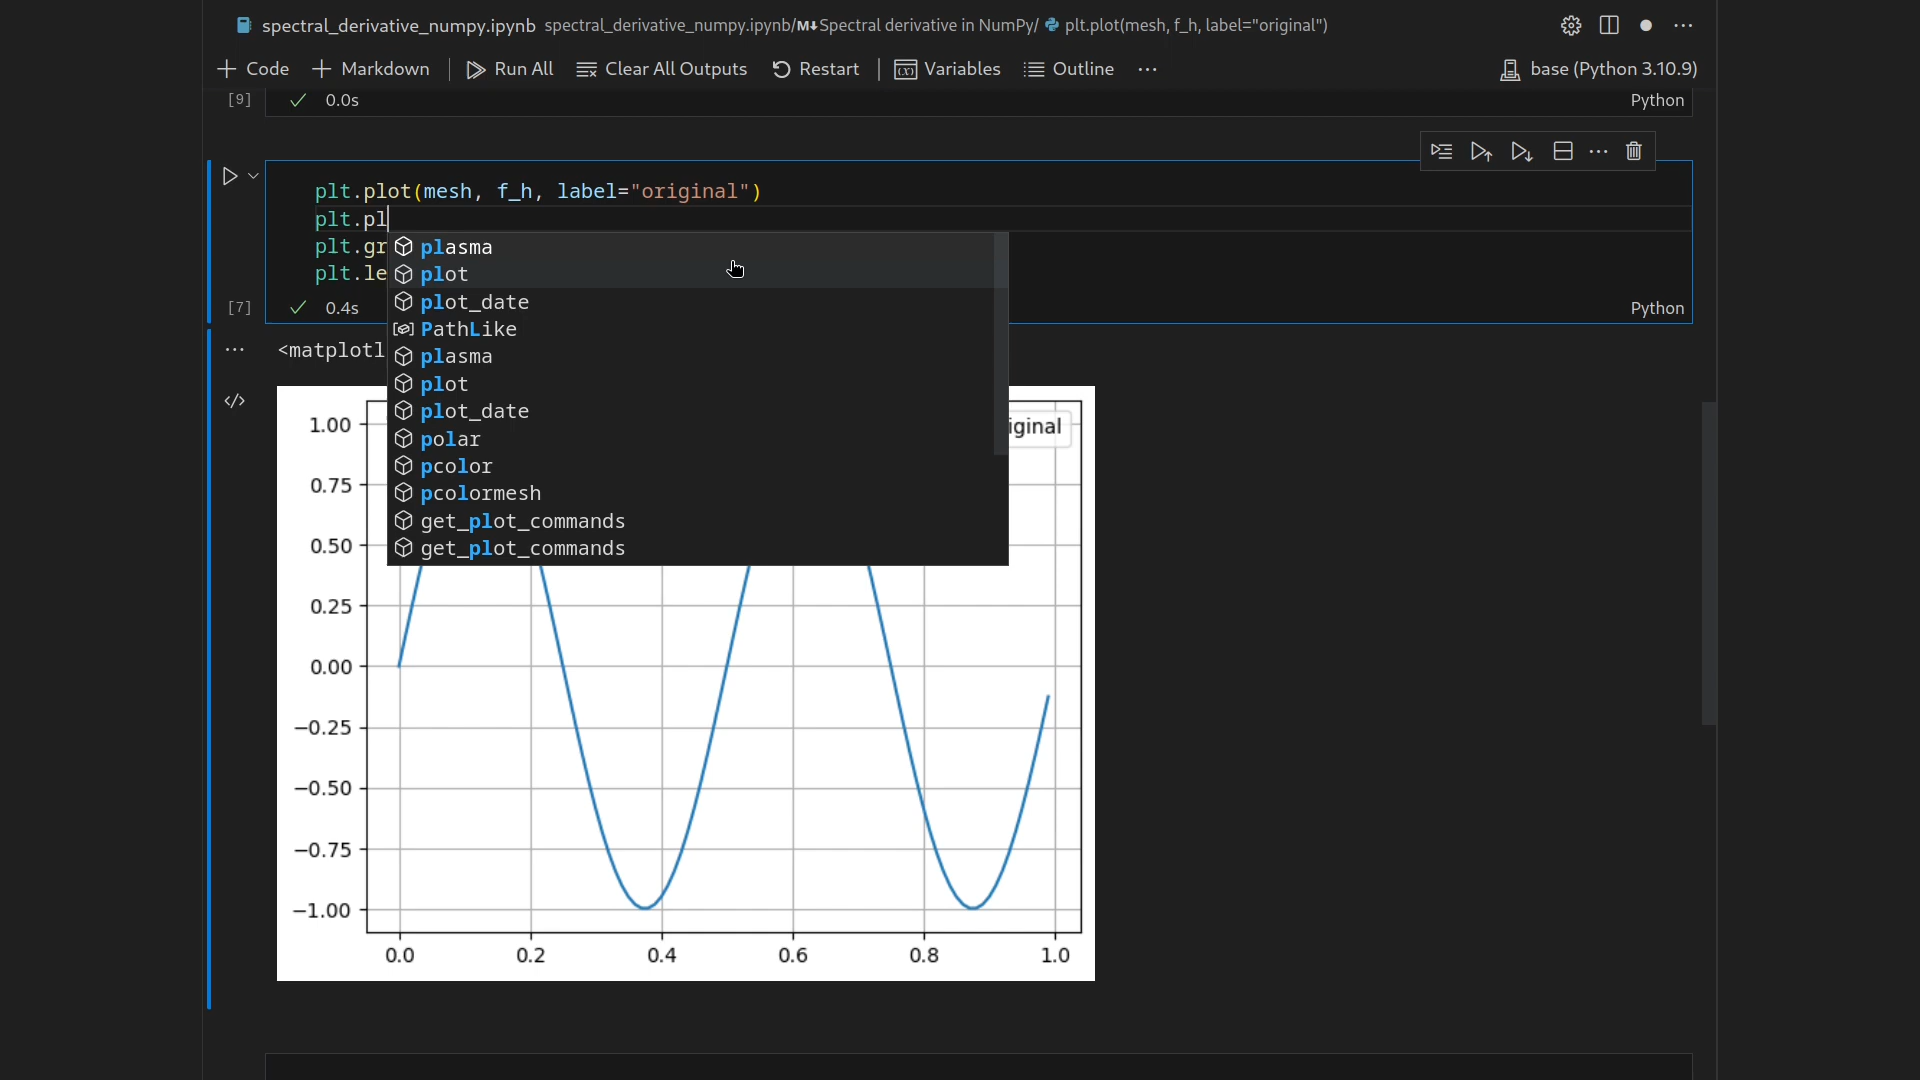 spectral_derivative_numpy.ipynb spectral_derivative_numpy.ipynb/M↓Spectral derivative in NumPy/ plt.plot(mesh, f_h, label="original")
+ Code + Markdown Run All Clear All Outputs Restart Variables Outline ··· base (Python 3.10.9)
[9] ✓ 0.0s Python
plt.plot(mesh, f_h, label="original")
plt.pl
plt.gr
plt.le
plasma
plot
plot_date
PathLike
plasma
plot
plot_date
polar
pcolor
pcolormesh
get_plot_commands
get_plot_commands
[7] ✓ 0.4s Python
<matplotl
iginal
1.00
0.75
0.50
0.25
0.00
−0.25
−0.50
−0.75
−1.00
0.0 0.2 0.4 0.6 0.8 1.0